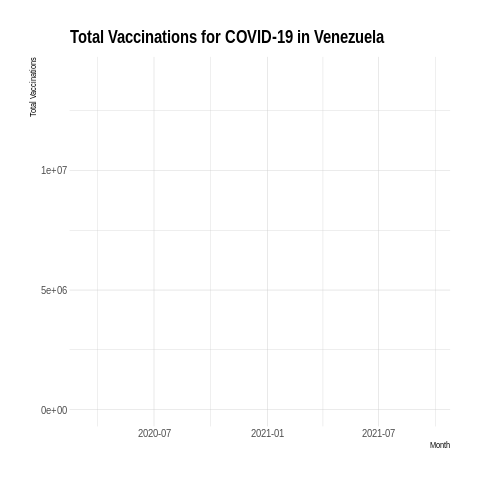 Total Vaccinations for COVID-19 in Venezuela
Total Vaccinations
1e+07
5e+06
0e+00
2020-07 2021-01 2021-07
Month